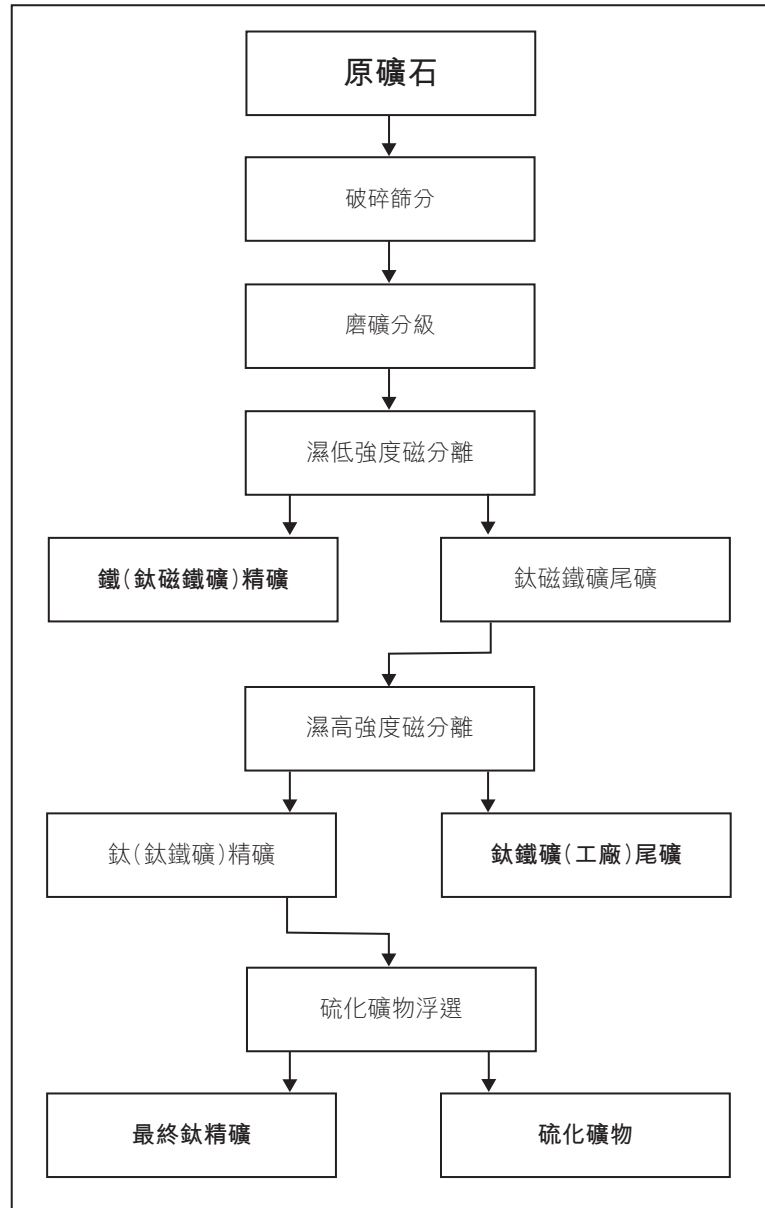 原礦石
破碎篩分
磨礦分級
濕低強度磁分離
鐵(鈦磁鐵礦)精礦
鈦磁鐵礦尾礦
濕高強度磁分離
鈦(鈦鐵礦)精礦
鈦鐵礦(工廠)尾礦
硫化礦物浮選
最終鈦精礦
硫化礦物